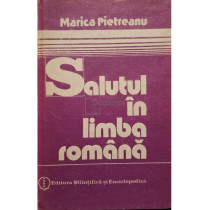 Marica Pietreanu
Salutul
în
limba
română
Editura Științifică și Enciclopedică